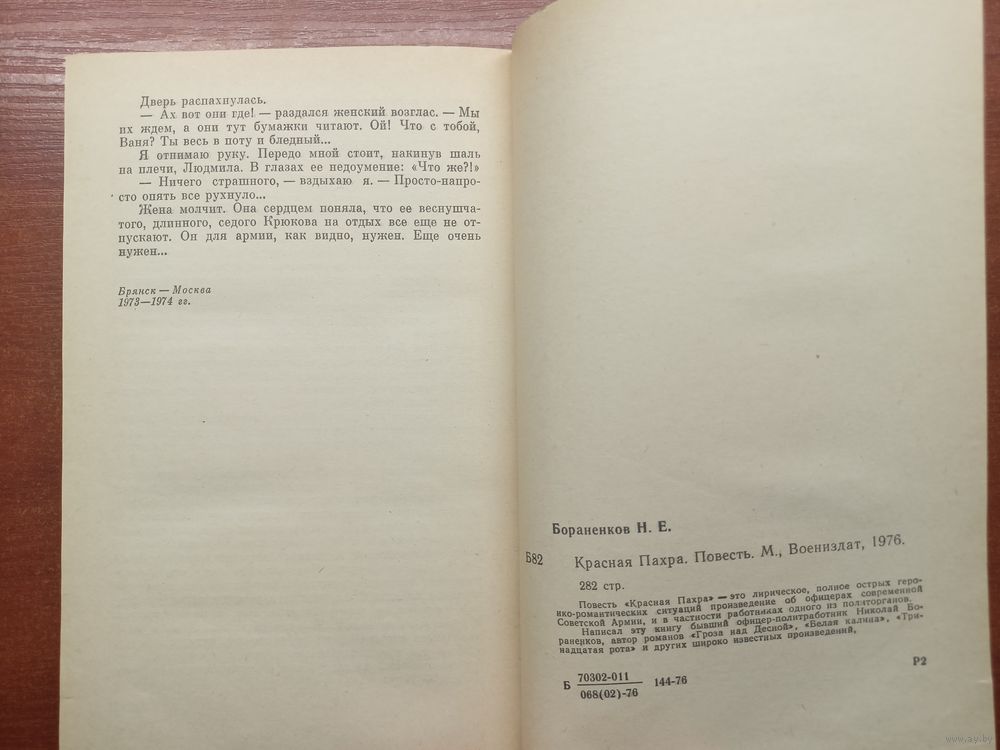 Дверь распахнулась.
— Ах вот они где! — раздался женский возглас. — Мы
их ждем, а они тут бумажки читают. Ой! Что с тобой,
Ваня? Ты весь в поту и бледный...
Я отнимаю руку. Передо мной стоит, накинув шаль
на плечи, Людмила. В глазах ее недоумение: «Что же?!»
— Ничего страшного, — вздыхаю я. — Просто-напро-
сто опять все рухнуло...
Жена молчит. Она сердцем поняла, что ее веснушча-
того, длинного, седого Крюкова на отдых все еще не от-
пускают. Он для армии, как видно, нужен. Еще очень
нужен...
Брянск — Москва
1973—1974 гг.
Бораненков Н. Е.
Б82 Красная Пахра. Повесть. М., Воениздат, 1976.
282 стр.
Повесть «Красная Пахра» — это лирическое, полное острых геро-
ико-романтических ситуаций произведение об офицерах современной
Советской Армии, и в частности работниках одного из политорганов.
Написал эту книгу бывший офицер-политработник Николай Бо-
раненков, автор романов «Гроза над Десной», «Белая калина», «Три-
надцатая рота» и других широко известных произведений.
Б 70302-011
068(02)-76 144-76
Р2
www.ay.by